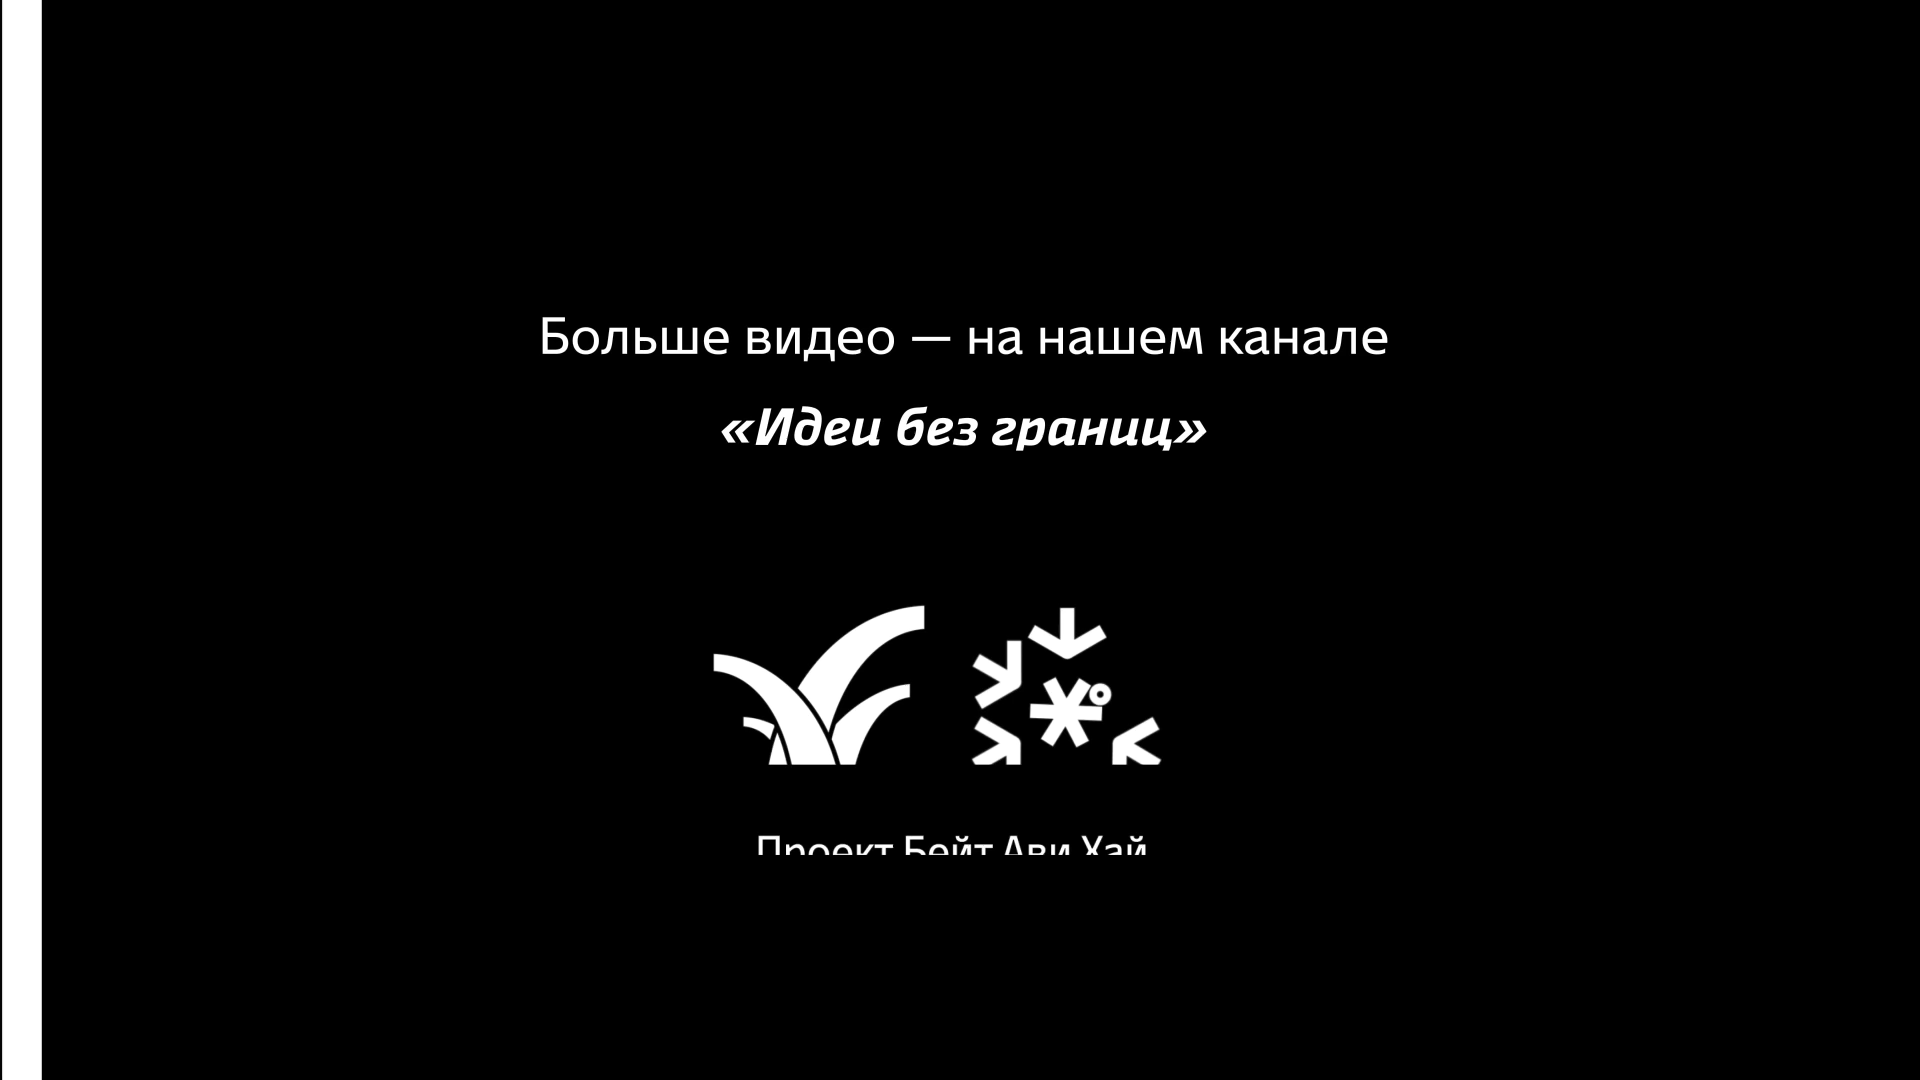 Больше видео — на нашем канале
«Идеи без границ»
Проект Бейт Ави Хай